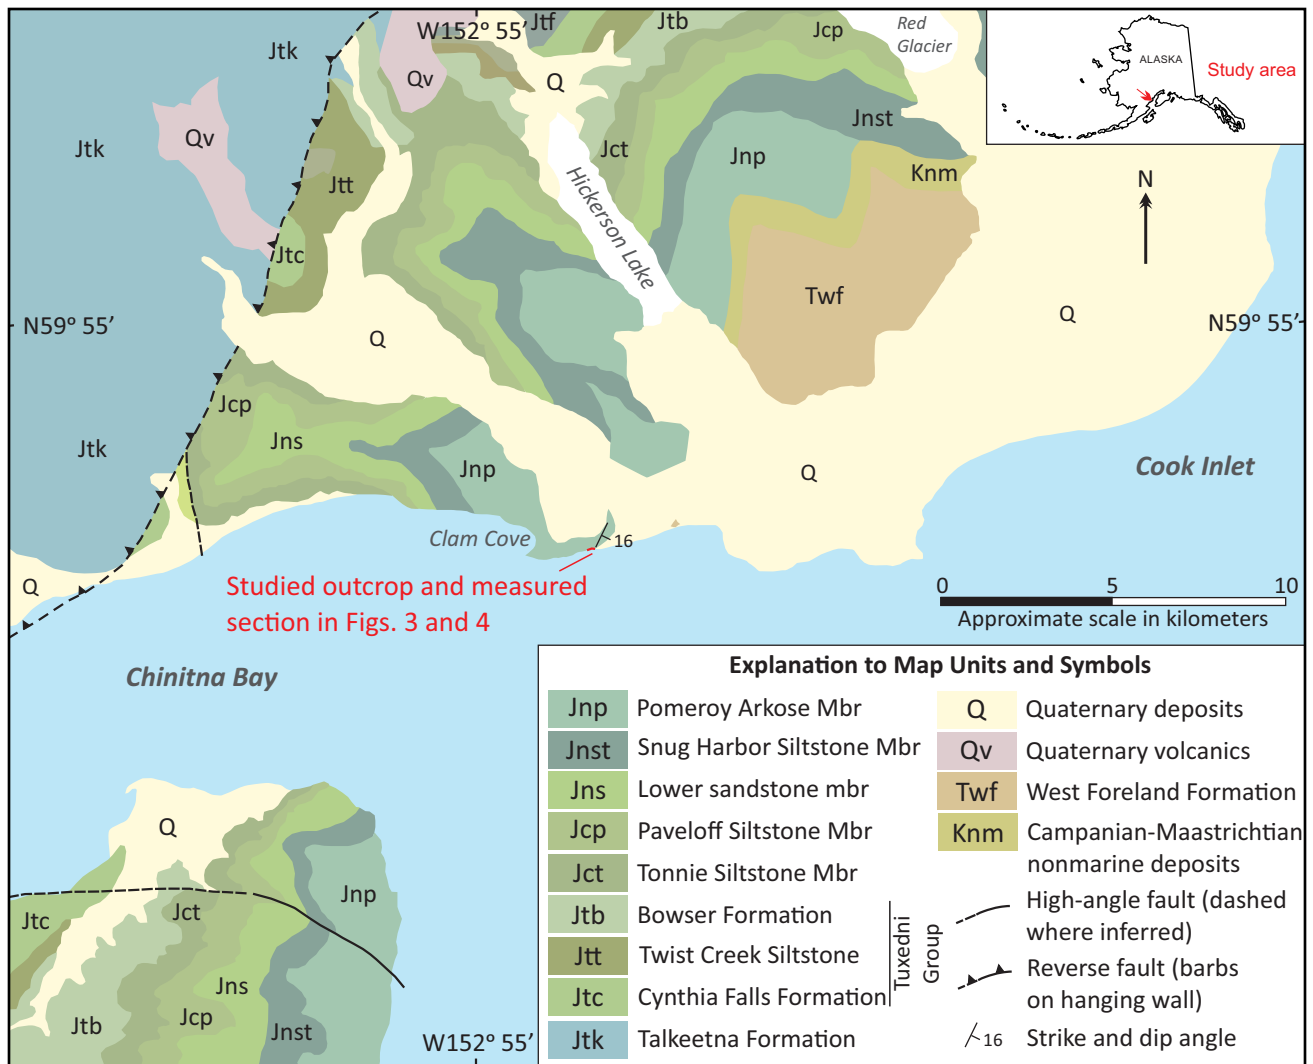 W152° 55'
Jtf
Jtb
Jcp
Red
Glacier
ALASKA
Study area
Jtk
Qv
Q
Jtk
Qv
Jtt
Jct
Jnst
Jnp
Knm
N
Hickerson Lake
Jtc
Twf
N59° 55'
Q
Q
N59° 55'
Jcp
Jns
Jtk
Jnp
Q
Cook Inlet
Clam Cove
16
Q
Studied outcrop and measured
section in Figs. 3 and 4
0 5 10
Approximate scale in kilometers
Chinitna Bay
Q
Jnp
Jtc
Jct
Jns
Jcp
Jtb
Jnst
W152° 55'
Explanation to Map Units and Symbols
Jnp Pomeroy Arkose Mbr
Jnst Snug Harbor Siltstone Mbr
Jns Lower sandstone mbr
Jcp Paveloff Siltstone Mbr
Jct Tonnie Siltstone Mbr
Jtb Bowser Formation
Jtt Twist Creek Siltstone
Jtc Cynthia Falls Formation
Tuxedni
Group
Jtk Talkeetna Formation
Q Quaternary deposits
Qv Quaternary volcanics
Twf West Foreland Formation
Knm Campanian-Maastrichtian
nonmarine deposits
High-angle fault (dashed
where inferred)
Reverse fault (barbs
on hanging wall)
16 Strike and dip angle